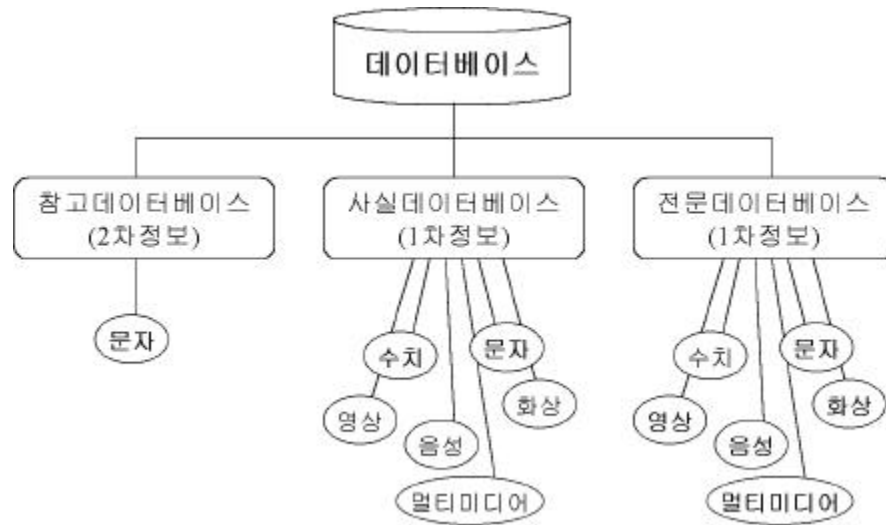 데이터베이스
참고데이터베이스
(2차정보)
사실데이터베이스
(1차정보)
전문데이터베이스
(1차정보)
문자
수치
문자
영상
화상
음성
멀티미디어
수치
문자
영상
화상
음성
멀티미디어